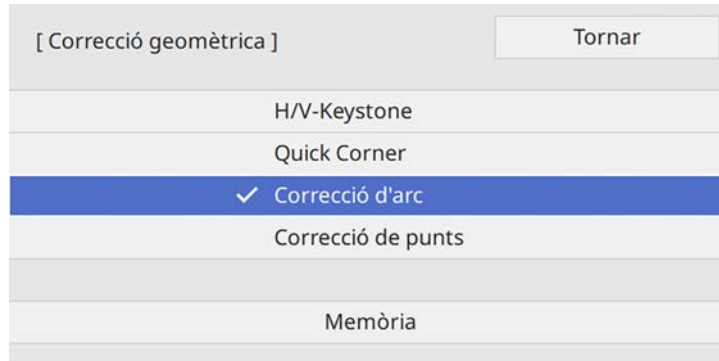 [ Correcció geomètrica ]
Tornar
H/V-Keystone
Quick Corner
Correcció d'arc
Correcció de punts
Memòria